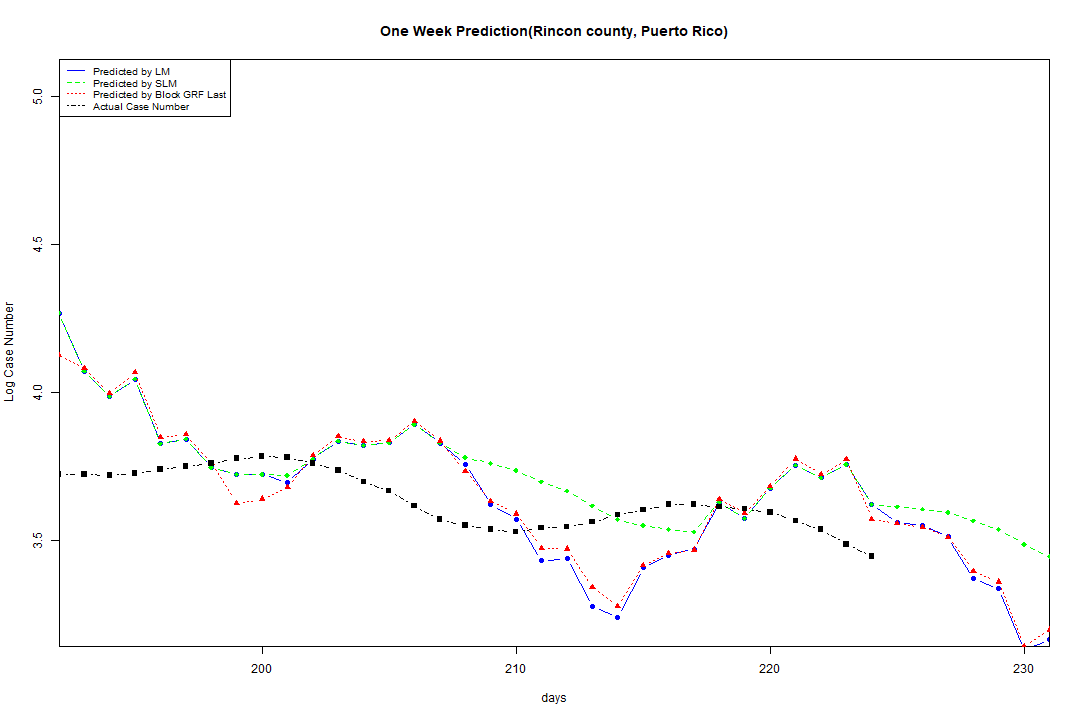 One Week Prediction(Rincon county, Puerto Rico)
Predicted by LM
Predicted by SLM
Predicted by Block GRF Last
Actual Case Number
5.0
4.5
4.0
3.5
Log Case Number
200 210 220 230
days